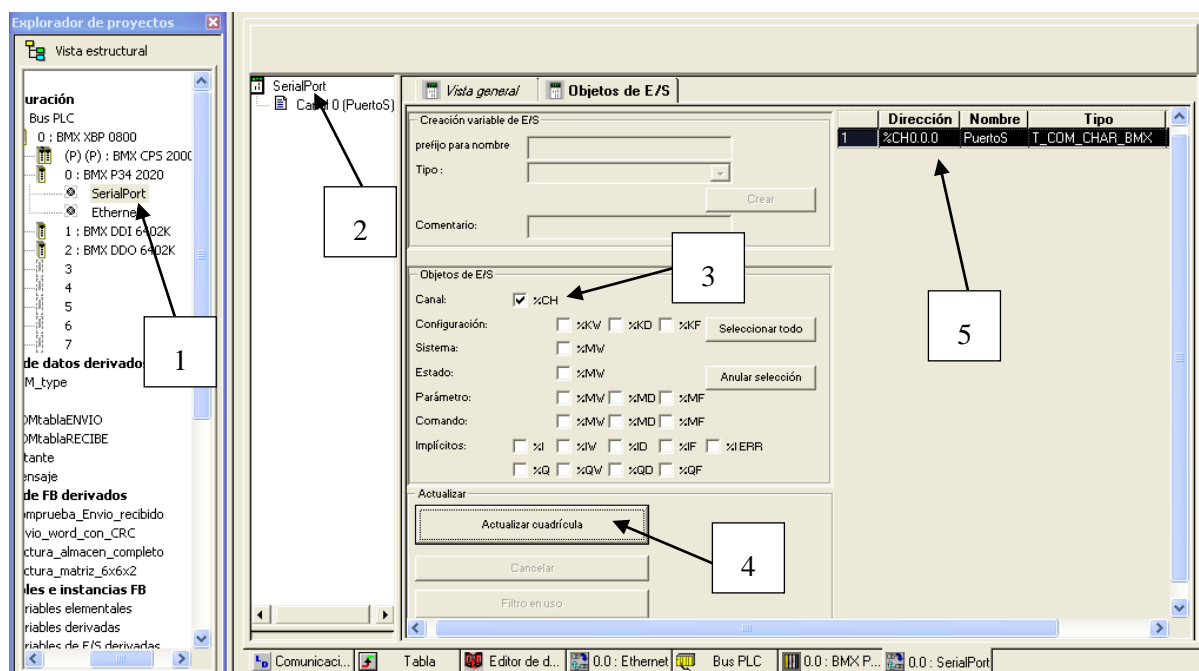 Explorador de proyectos
Vista estructural
uración
Bus PLC
0 : BMX XBP 0800
(P) (P) : BMX CPS 2000
0 : BMX P34 2020
SerialPort
Etherne
1 : BMX DDI 6402K
2 : BMX DDO 6402K
3
4
5
6
7
de datos derivado
M_type
OMtablaENVIO
OMtablaRECIBE
tante
ensaje
de FB derivados
omprueba_Envio_recibido
vio_word_con_CRC
ctura_almacen_completo
ctura_matriz_6x6x2
les e instancias FB
riables elementales
riables derivadas
riables de E/S derivadas
1
SerialPort
Canal 0 (PuertoS)
2
Vista general
Objetos de E/S
Creación variable de E/S
prefijo para nombre
Tipo :
Crear
Comentario:
Objetos de E/S
Canal: %CH
3
Configuración: %KW %KD %KF Seleccionar todo
Sistema: %MW
Estado: %MW Anular selección
Parámetro: %MW %MD %MF
Comando: %MW %MD %MF
Implícitos: %I %IW %ID %IF %IERR
%Q %QW %QD %QF
Actualizar
Actualizar cuadrícula
4
Cancelar
Filtro en uso
Dirección Nombre Tipo
1 %CH0.0.0 PuertoS T_COM_CHAR_BMX
5
Comunicaci... Tabla Editor de d... 0.0 : Ethernet Bus PLC 0.0 : BMX P... 0.0 : SerialPort